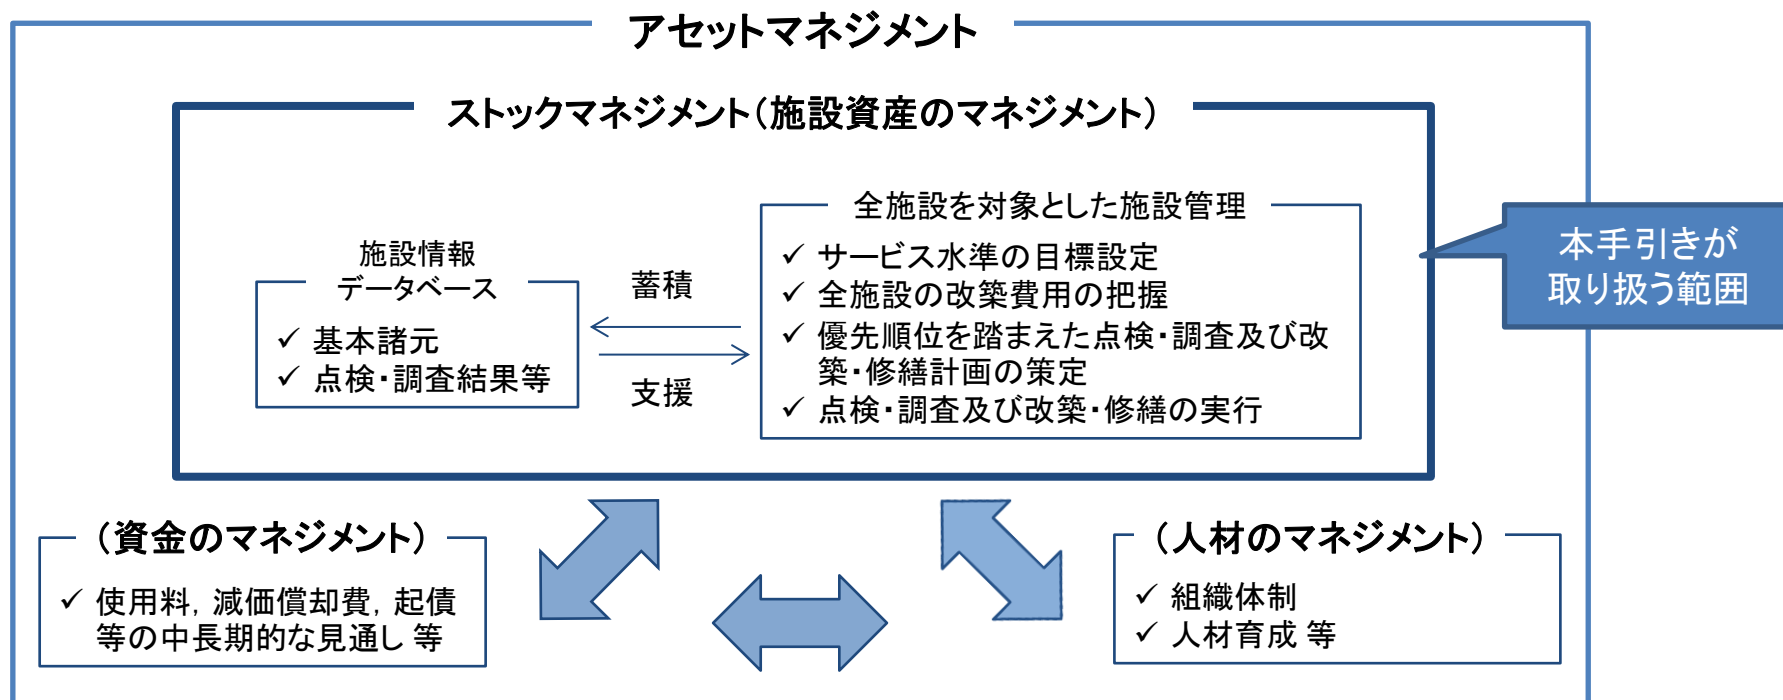 アセットマネジメント
ストックマネジメント（施設資産のマネジメント）
施設情報
データベース
✓ 基本諸元
✓ 点検・調査結果等
蓄積
支援
全施設を対象とした施設管理
✓ サービス水準の目標設定
✓ 全施設の改築費用の把握
✓ 優先順位を踏まえた点検・調査及び改
築・修繕計画の策定
✓ 点検・調査及び改築・修繕の実行
本手引きが
取り扱う範囲
（資金のマネジメント）
✓ 使用料，減価償却費，起債
等の中長期的な見通し 等
（人材のマネジメント）
✓ 組織体制
✓ 人材育成 等